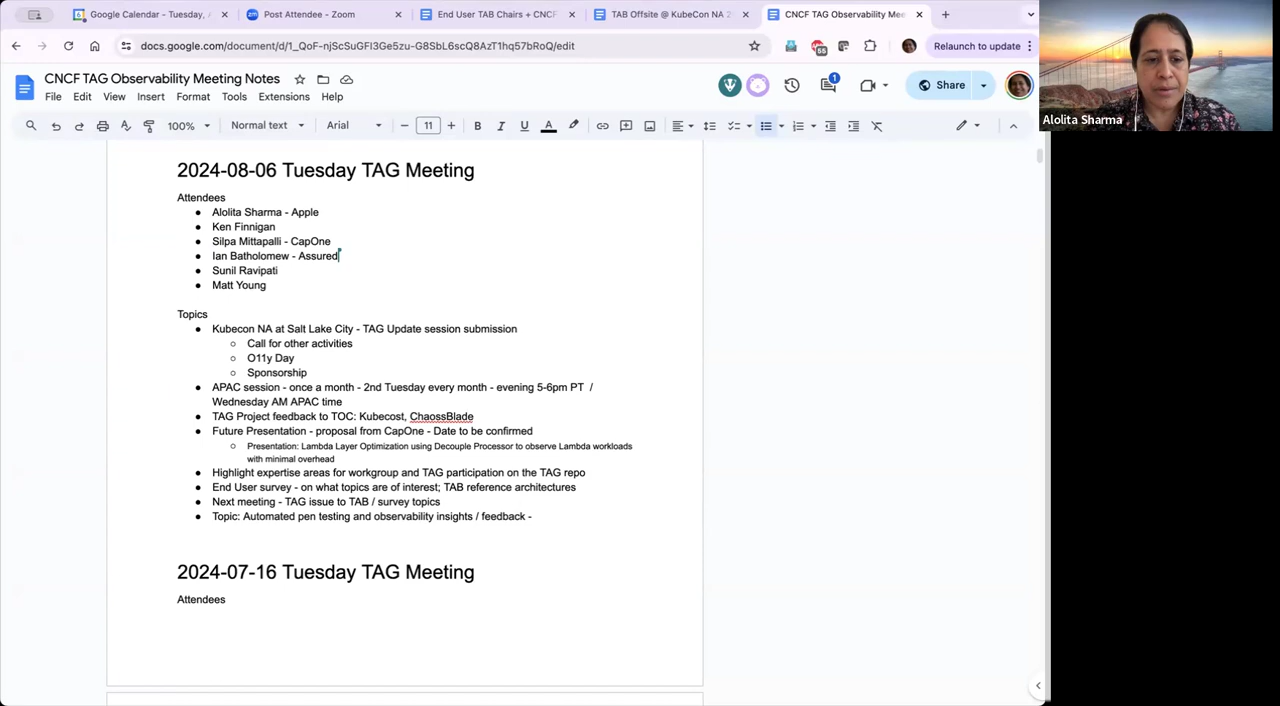 Google Calendar - Tuesday, A
Post Attendee - Zoom
End User TAB Chairs + CNCF
TAB Offsite @ KubeCon NA 2
CNCF TAG Observability Mee
docs.google.com/document/d/1_QoF-njScSuGFl3Ge5zu-G8SbL6scQ8AzT1hq57bRoQ/edit
65
Relaunch to update
CNCF TAG Observability Meeting Notes
File Edit View Insert Format Tools Extensions Help
1
Share
100% Normal text Arial 11 B I U A
Alolita Sharma
2024-08-06 Tuesday TAG Meeting
Attendees
Alolita Sharma - Apple
Ken Finnigan
Silpa Mittapalli - CapOne
Ian Batholomew - Assured
Sunil Ravipati
Matt Young
Topics
Kubecon NA at Salt Lake City - TAG Update session submission
Call for other activities
O11y Day
Sponsorship
APAC session - once a month - 2nd Tuesday every month - evening 5-6pm PT /
Wednesday AM APAC time
TAG Project feedback to TOC: Kubecost, ChaossBlade
Future Presentation - proposal from CapOne - Date to be confirmed
Presentation: Lambda Layer Optimization using Decouple Processor to observe Lambda workloads
with minimal overhead
Highlight expertise areas for workgroup and TAG participation on the TAG repo
End User survey - on what topics are of interest; TAB reference architectures
Next meeting - TAG issue to TAB / survey topics
Topic: Automated pen testing and observability insights / feedback -
2024-07-16 Tuesday TAG Meeting
Attendees